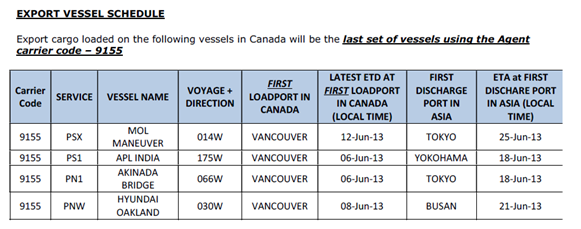 EXPORT VESSEL SCHEDULE
Export cargo loaded on the following vessels in Canada will be the last set of vessels using the Agent
carrier code – 9155
Carrier Code | SERVICE | VESSEL NAME | VOYAGE + DIRECTION | FIRST LOADPORT IN CANADA | LATEST ETD AT FIRST LOADPORT IN CANADA (LOCAL TIME) | FIRST DISCHARGE PORT IN ASIA | ETA at FIRST DISCHARE PORT IN ASIA (LOCAL TIME)
9155 | PSX | MOL MANEUVER | 014W | VANCOUVER | 12-Jun-13 | TOKYO | 25-Jun-13
9155 | PS1 | APL INDIA | 175W | VANCOUVER | 06-Jun-13 | YOKOHAMA | 18-Jun-13
9155 | PN1 | AKINADA BRIDGE | 066W | VANCOUVER | 06-Jun-13 | TOKYO | 18-Jun-13
9155 | PNW | HYUNDAI OAKLAND | 030W | VANCOUVER | 08-Jun-13 | BUSAN | 21-Jun-13